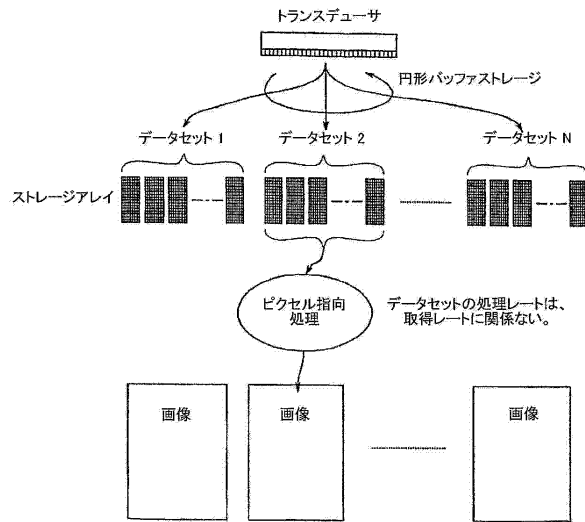 トランスデューサ
円形バッファストレージ
データセット 1
データセット 2
データセット N
ストレージアレイ
ピクセル指向
処理
データセットの処理レートは、
取得レートに関係ない。
画像
画像
画像